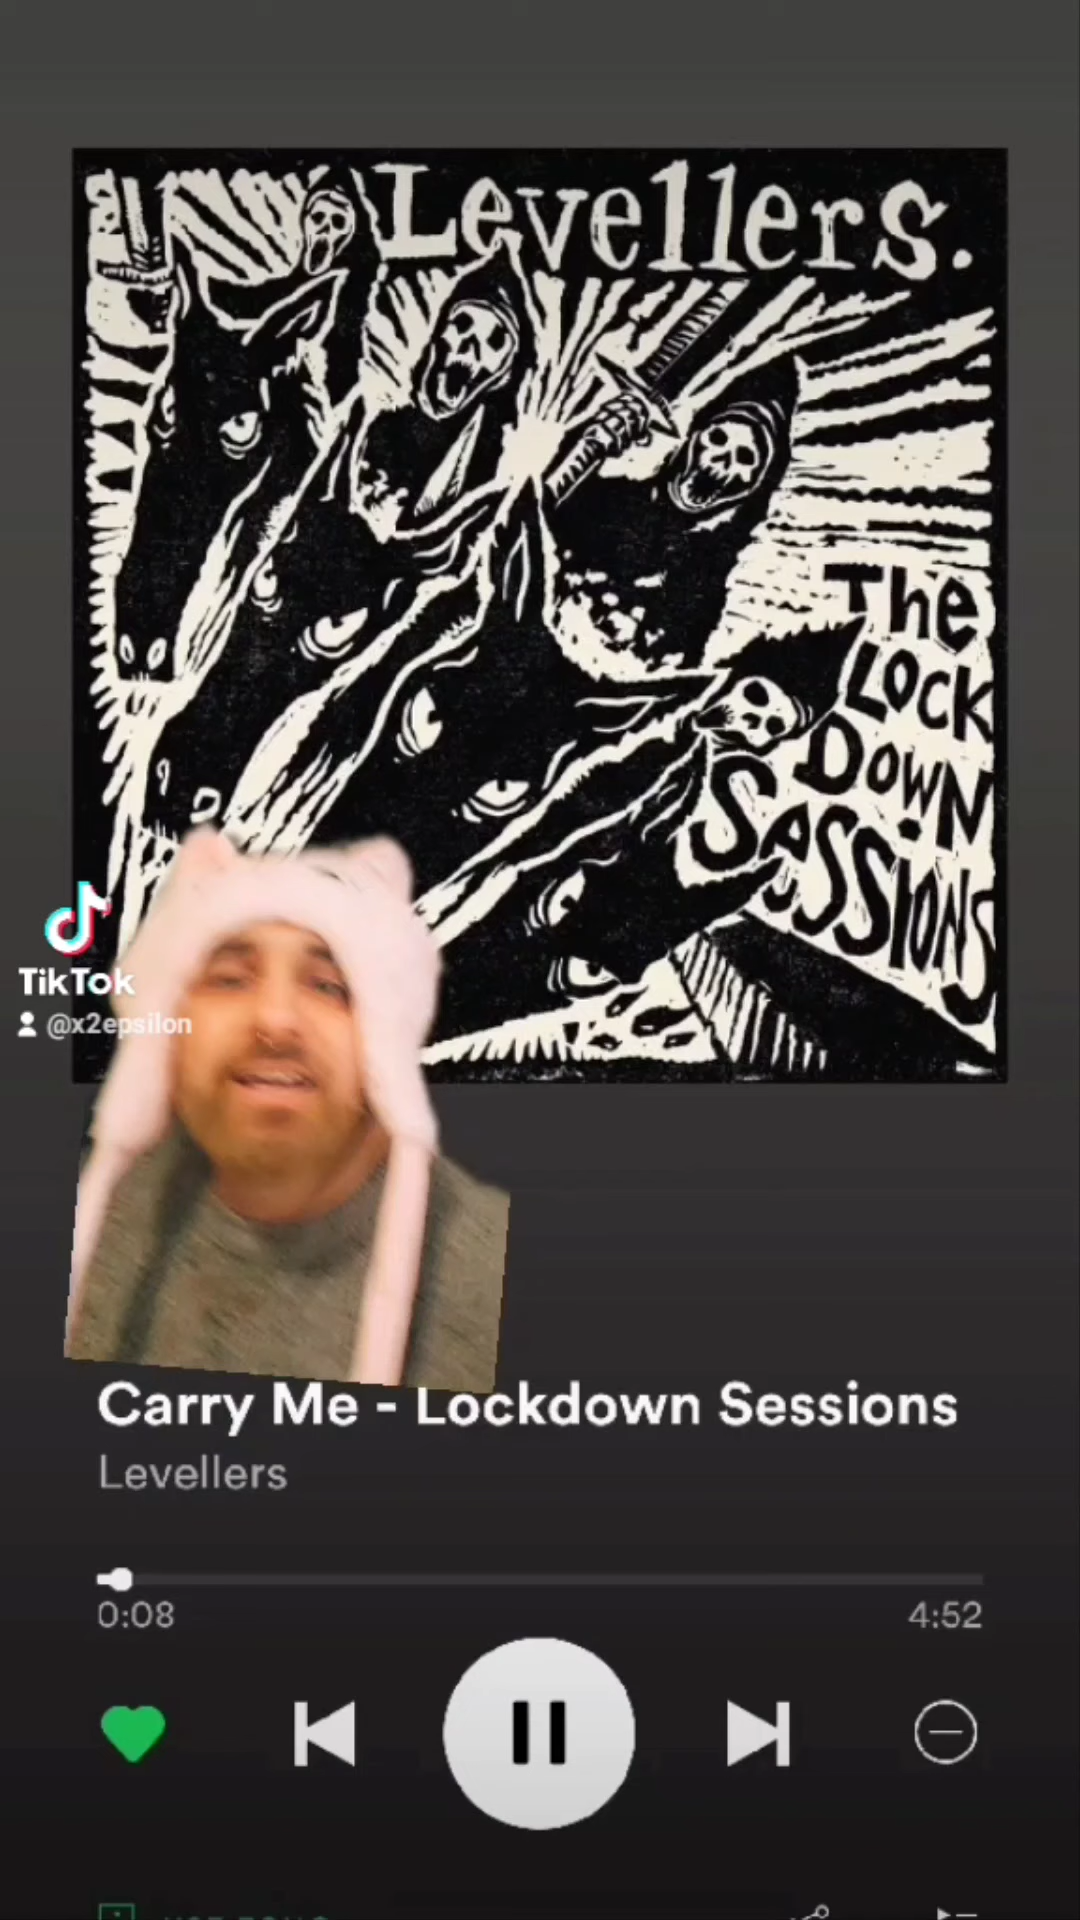 Levellers.
The
Lock
Down
Sessions
TikTok
@x2epsilon
Carry Me - Lockdown Sessions
Levellers
0:08
4:52